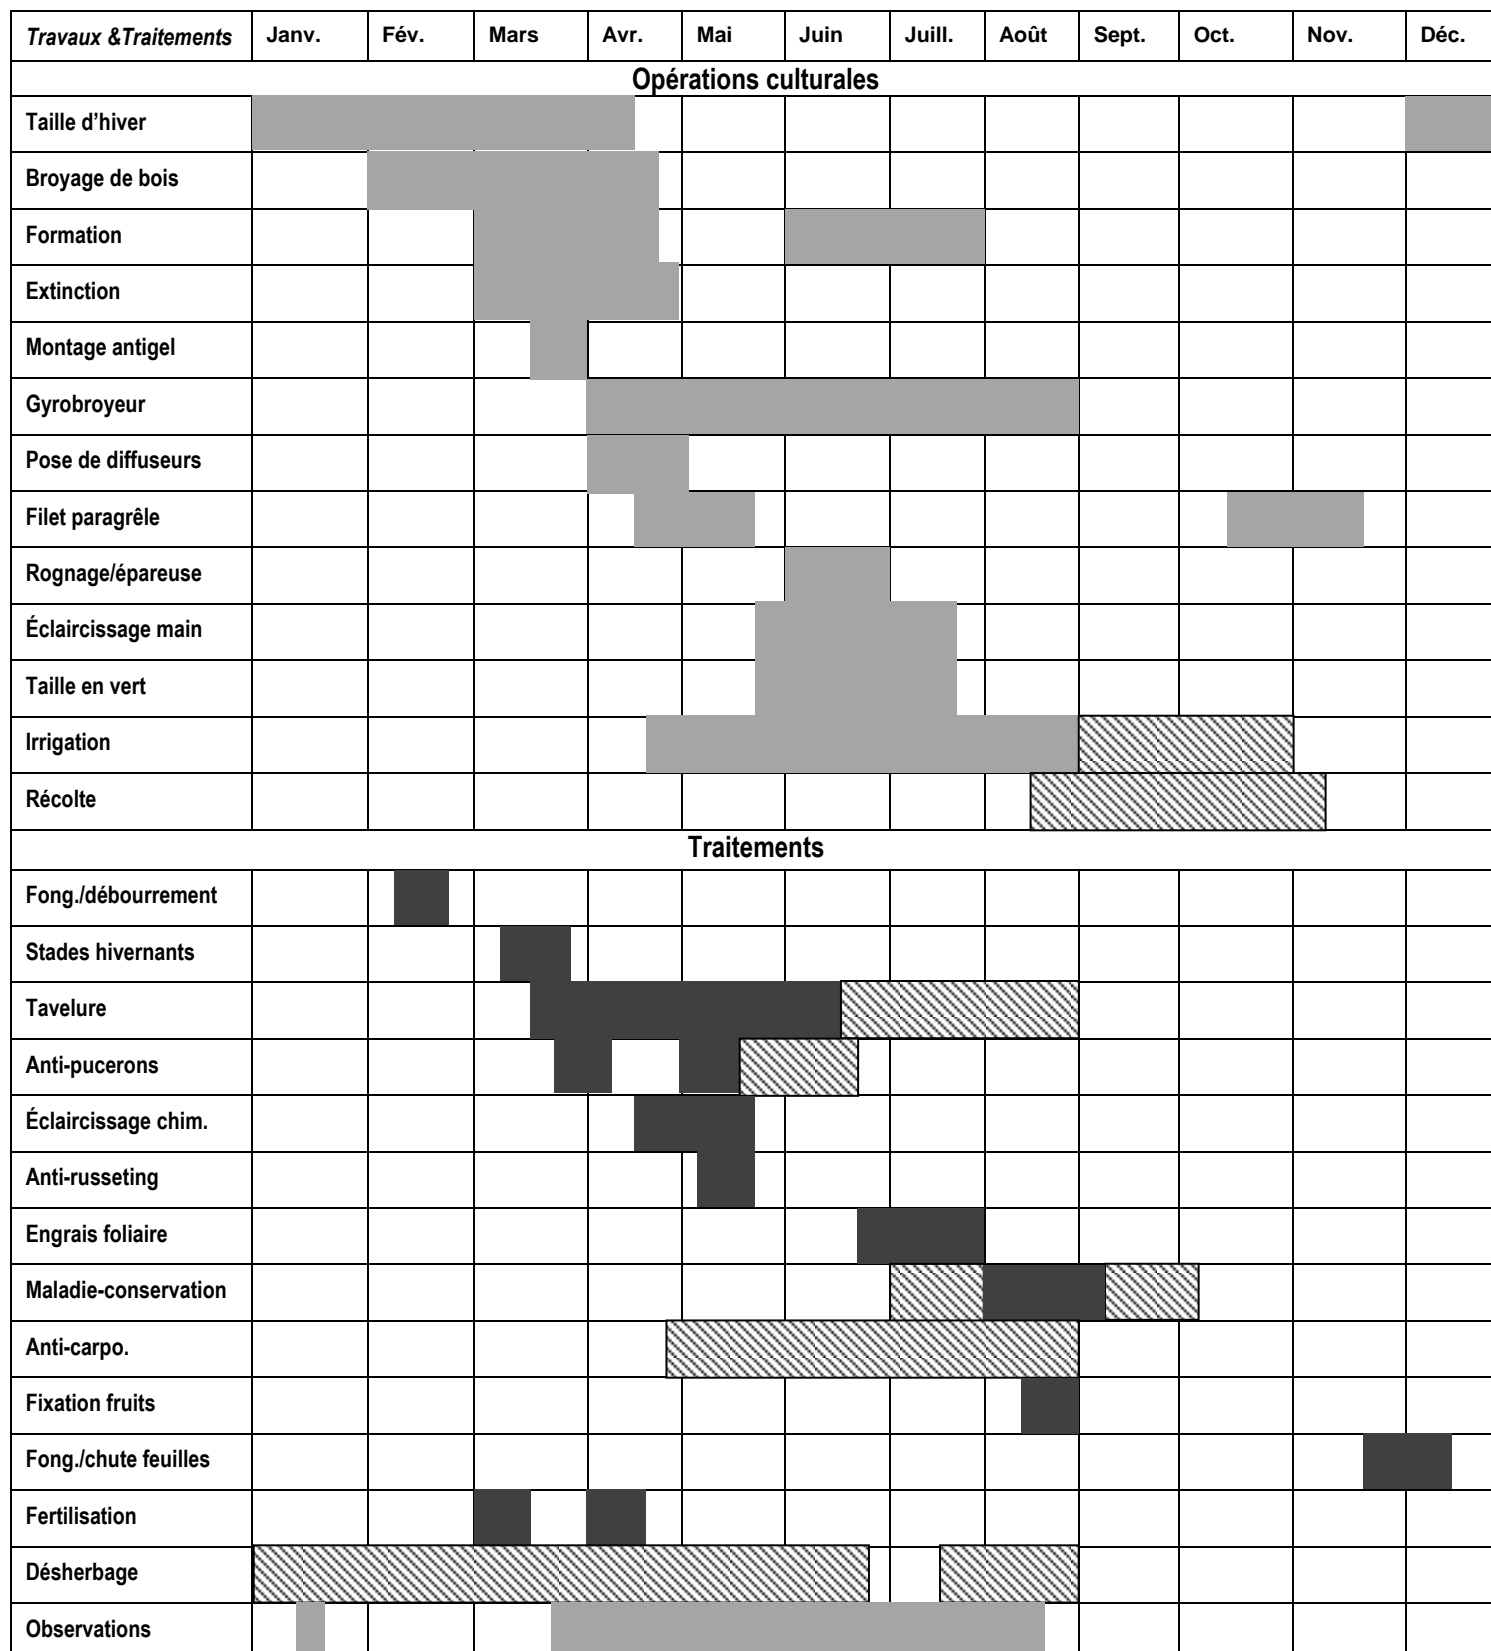 Travaux &Traitements Janv. Fév. Mars Avr. Mai Juin Juill. Août Sept. Oct. Nov. Déc.
Opérations culturales
Taille d’hiver
Broyage de bois
Formation
Extinction
Montage antigel
Gyrobroyeur
Pose de diffuseurs
Filet paragrêle
Rognage/épareuse
Éclaircissage main
Taille en vert
Irrigation
Récolte
Traitements
Fong./débourrement
Stades hivernants
Tavelure
Anti-pucerons
Éclaircissage chim.
Anti-russeting
Engrais foliaire
Maladie-conservation
Anti-carpo.
Fixation fruits
Fong./chute feuilles
Fertilisation
Désherbage
Observations